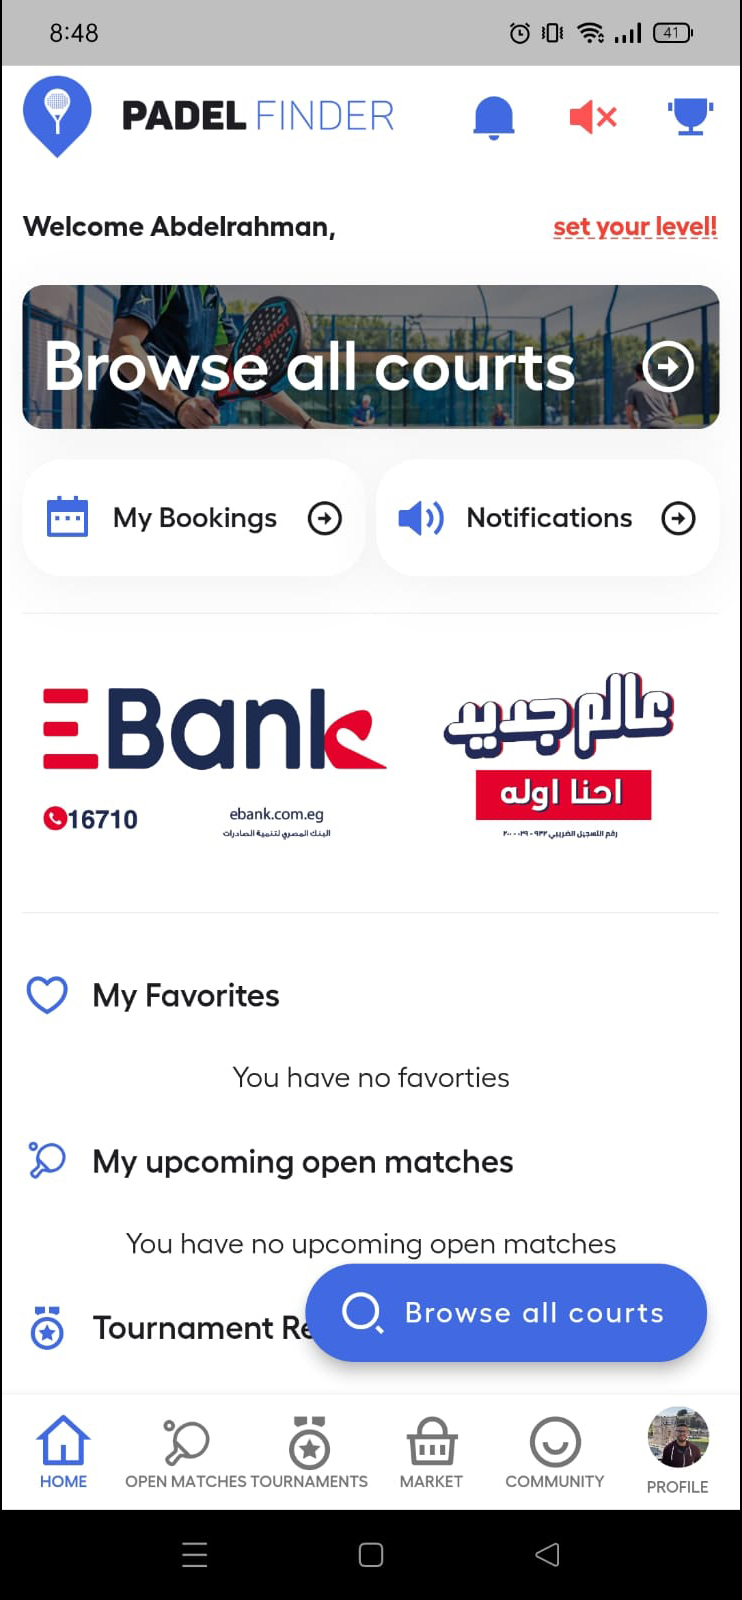 8:48
41
PADEL FINDER
Welcome Abdelrahman,
set your level!
Browse all courts
My Bookings
Notifications
EBank
عالم جديد
احنا اوله
16710
ebank.com.eg
البنك المصري لتنمية الصادرات
رقم التسجيل الضريبي
My Favorites
You have no favorties
My upcoming open matches
You have no upcoming open matches
Tournament Re
Browse all courts
HOME
OPEN MATCHES
TOURNAMENTS
MARKET
COMMUNITY
PROFILE